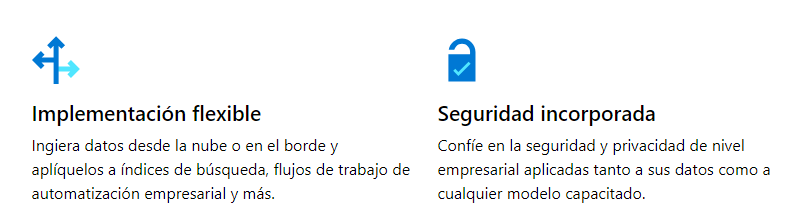 Implementación flexible
Ingiera datos desde la nube o en el borde y
aplíquelos a índices de búsqueda, flujos de trabajo de
automatización empresarial y más.
Seguridad incorporada
Confíe en la seguridad y privacidad de nivel
empresarial aplicadas tanto a sus datos como a
cualquier modelo capacitado.